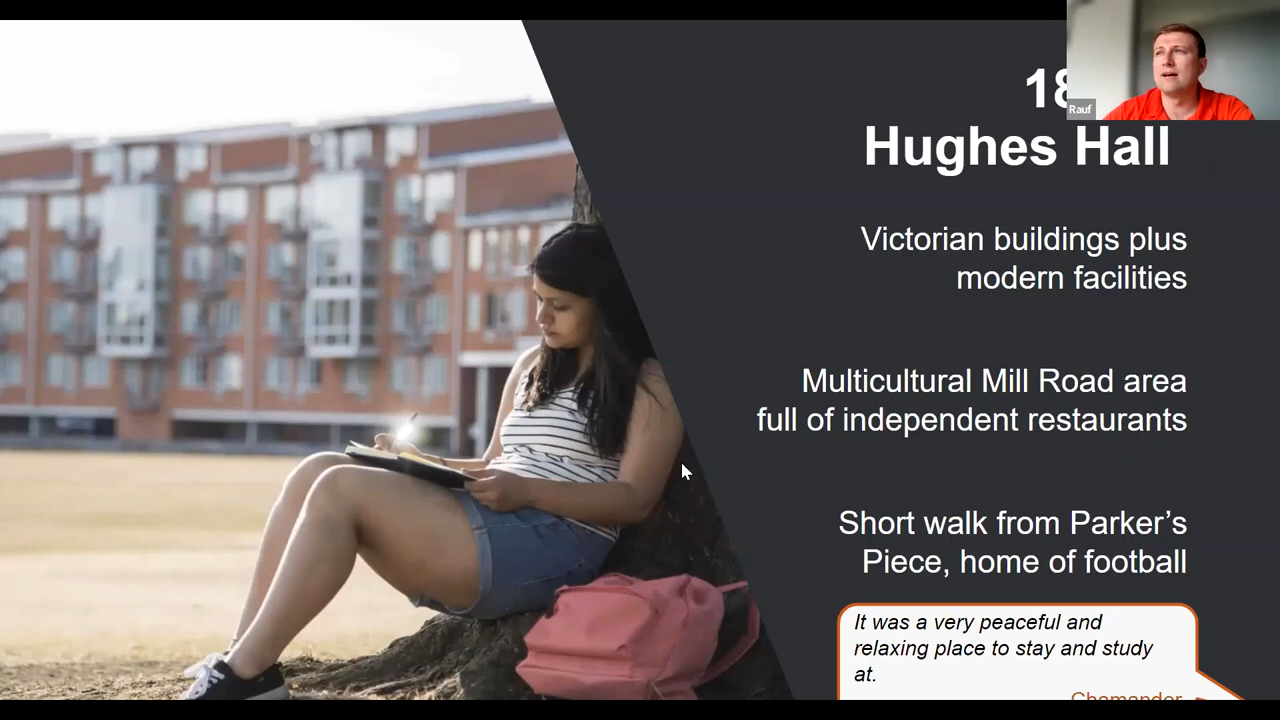 18
Rauf
Hughes Hall
Victorian buildings plus
modern facilities
Multicultural Mill Road area
full of independent restaurants
Short walk from Parker’s
Piece, home of football
It was a very peaceful and
relaxing place to stay and study
at.